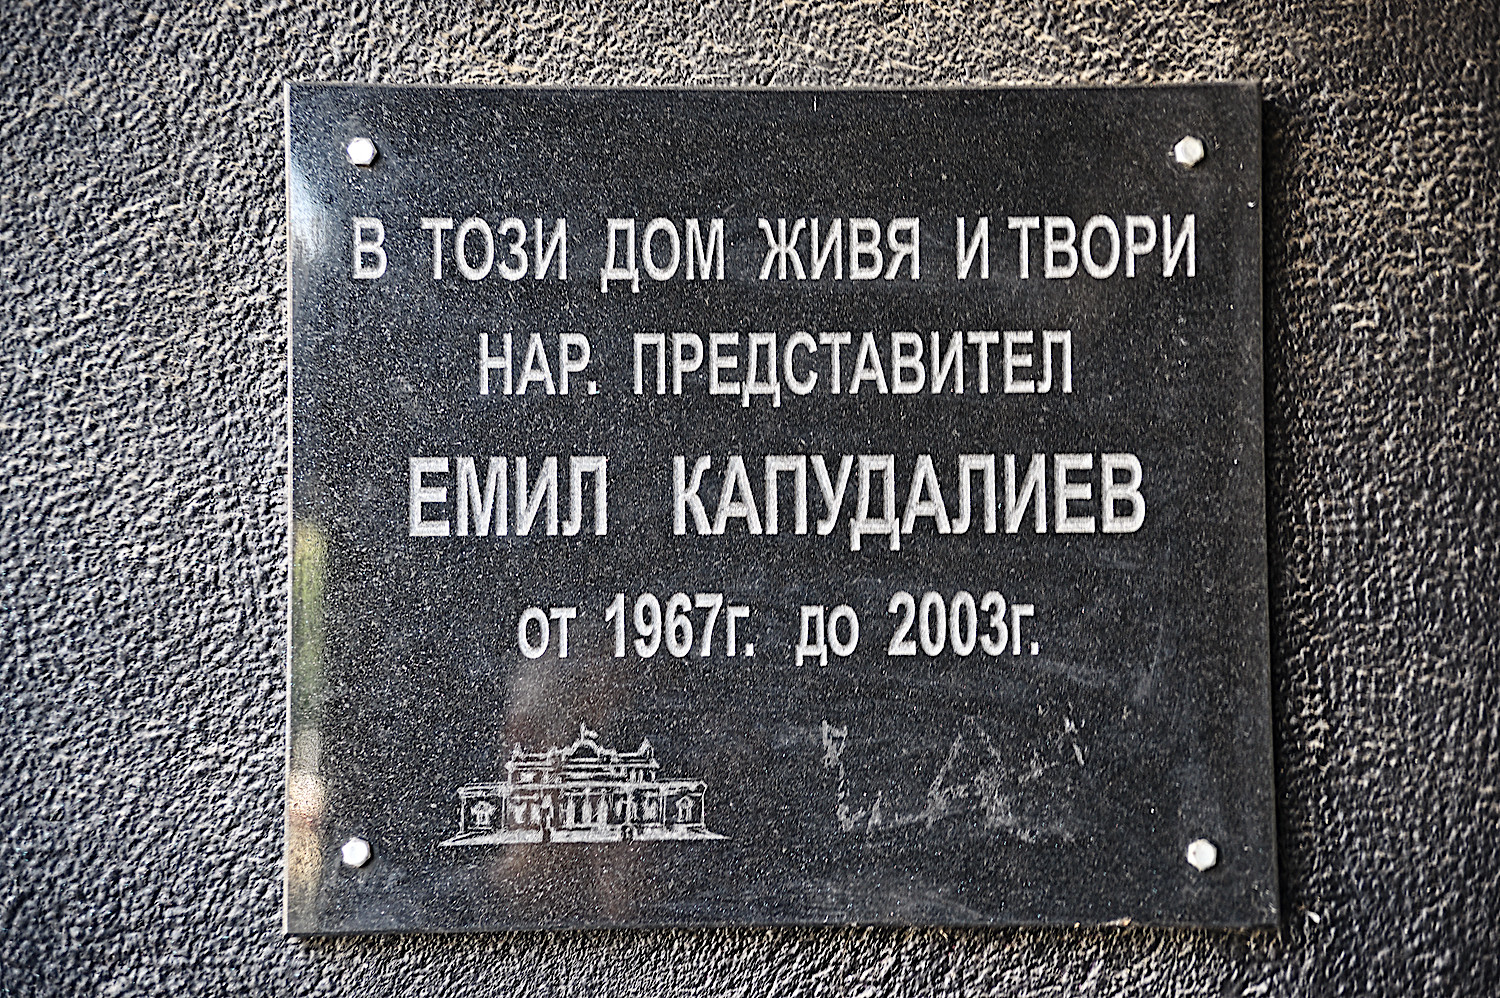 В ТОЗИ ДОМ ЖИВЯ И ТВОРИ
НАР. ПРЕДСТАВИТЕЛ
ЕМИЛ КАПУДАЛИЕВ
от 1967г. до 2003г.